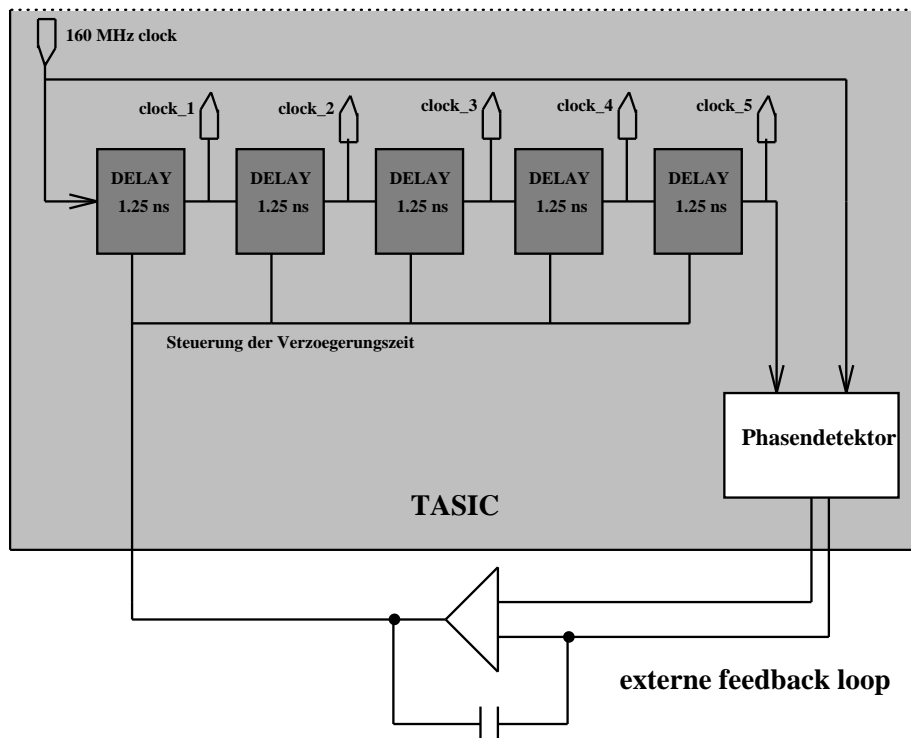 160 MHz clock
clock_1
clock_2
clock_3
clock_4
clock_5
DELAY
1.25 ns
DELAY
1.25 ns
DELAY
1.25 ns
DELAY
1.25 ns
DELAY
1.25 ns
Steuerung der Verzoegerungszeit
Phasendetektor
TASIC
externe feedback loop